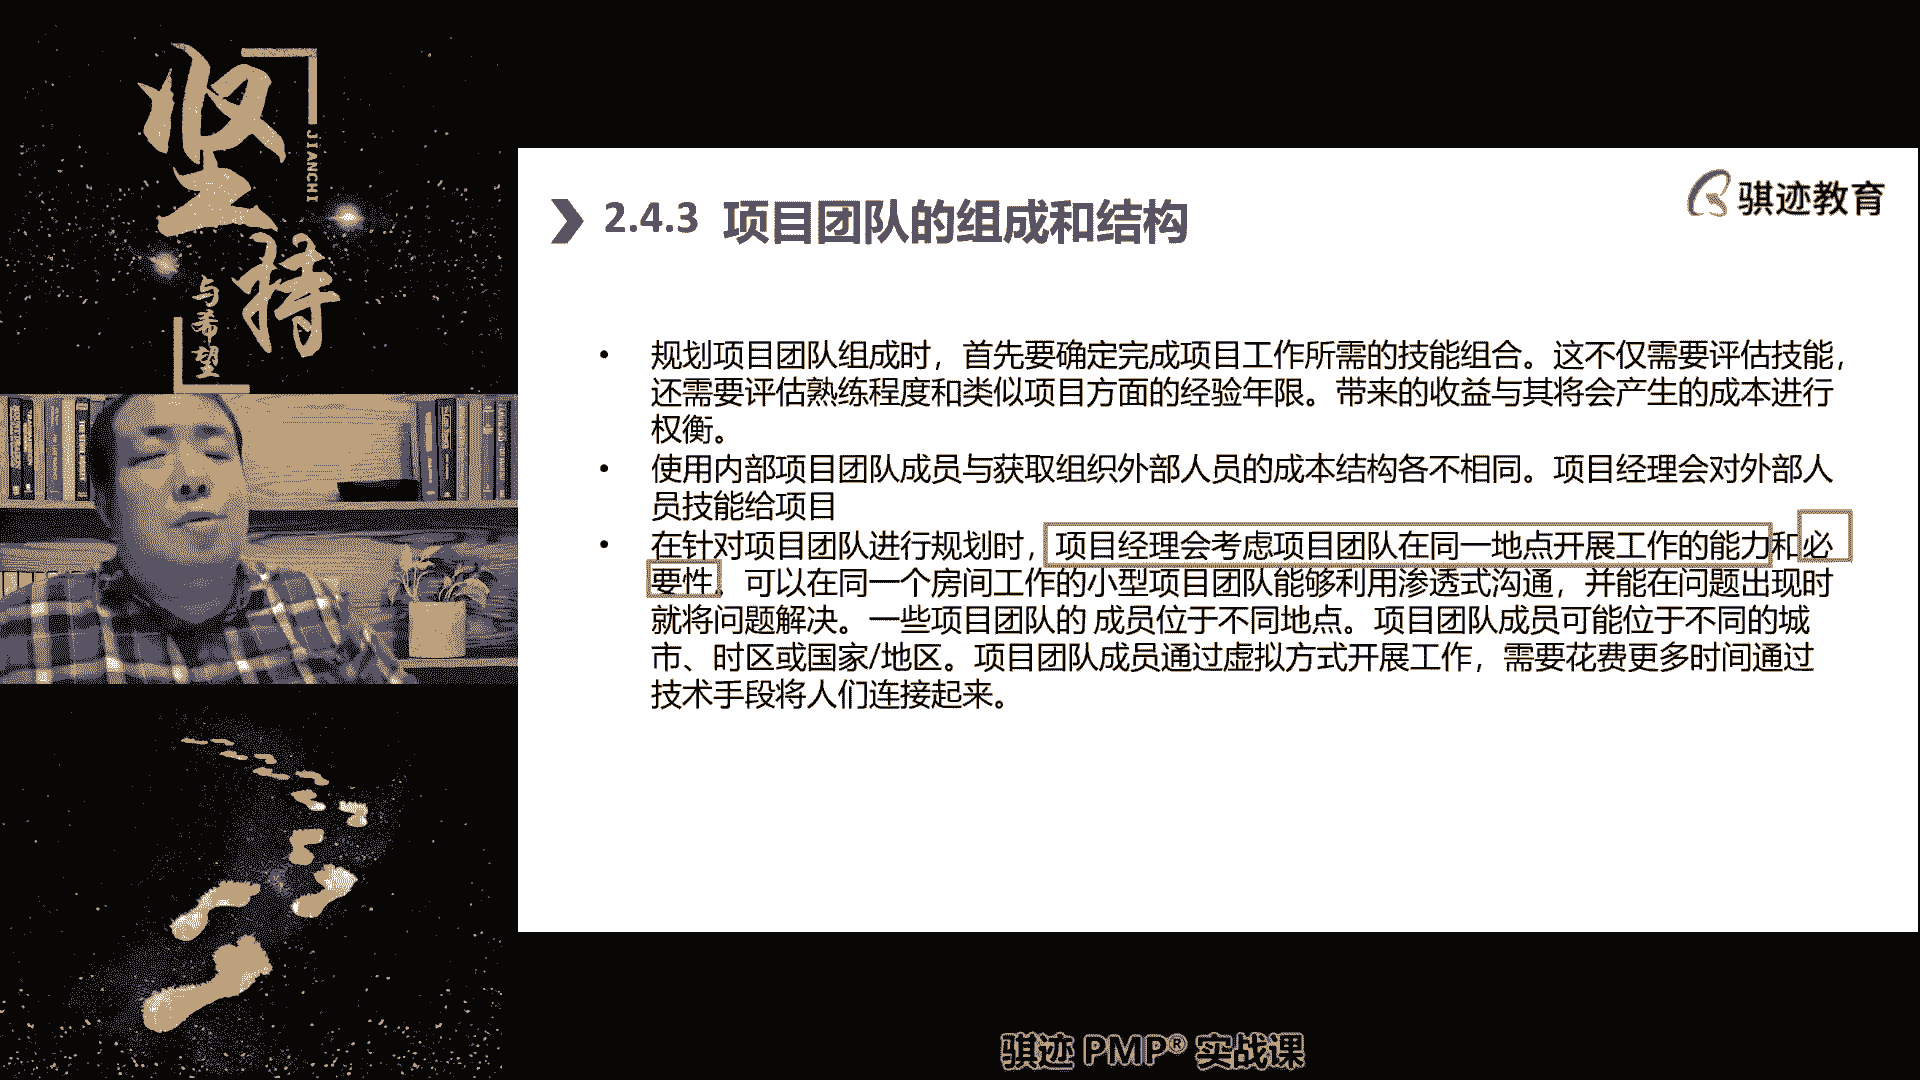 坚持
JIANCHI
与希望
骐迹教育
2.4.3 项目团队的组成和结构
• 规划项目团队组成时，首先要确定完成项目工作所需的技能组合。这不仅需要评估技能，
还需要评估熟练程度和类似项目方面的经验年限。带来的收益与其将会产生的成本进行
权衡。
• 使用内部项目团队成员与获取组织外部人员的成本结构各不相同。项目经理会对外部人
员技能给项目
• 在针对项目团队进行规划时，项目经理会考虑项目团队在同一地点开展工作的能力和必
要性。可以在同一个房间工作的小型项目团队能够利用渗透式沟通，并能在问题出现时
就将问题解决。一些项目团队的 成员位于不同地点。项目团队成员可能位于不同的城
市、时区或国家/地区。项目团队成员通过虚拟方式开展工作，需要花费更多时间通过
技术手段将人们连接起来。
骐迹 PMP® 实战课